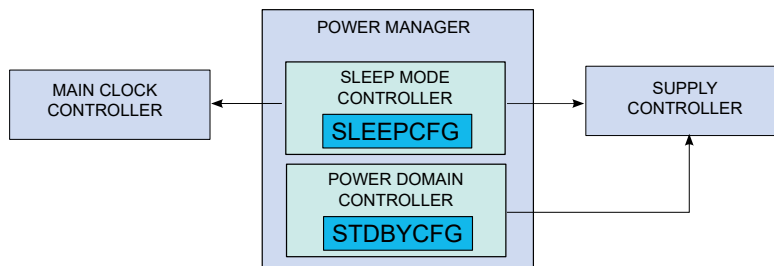 POWER MANAGER
MAIN CLOCK
CONTROLLER
SLEEP MODE
CONTROLLER
SLEEPCFG
SUPPLY
CONTROLLER
POWER DOMAIN
CONTROLLER
STDBYCFG